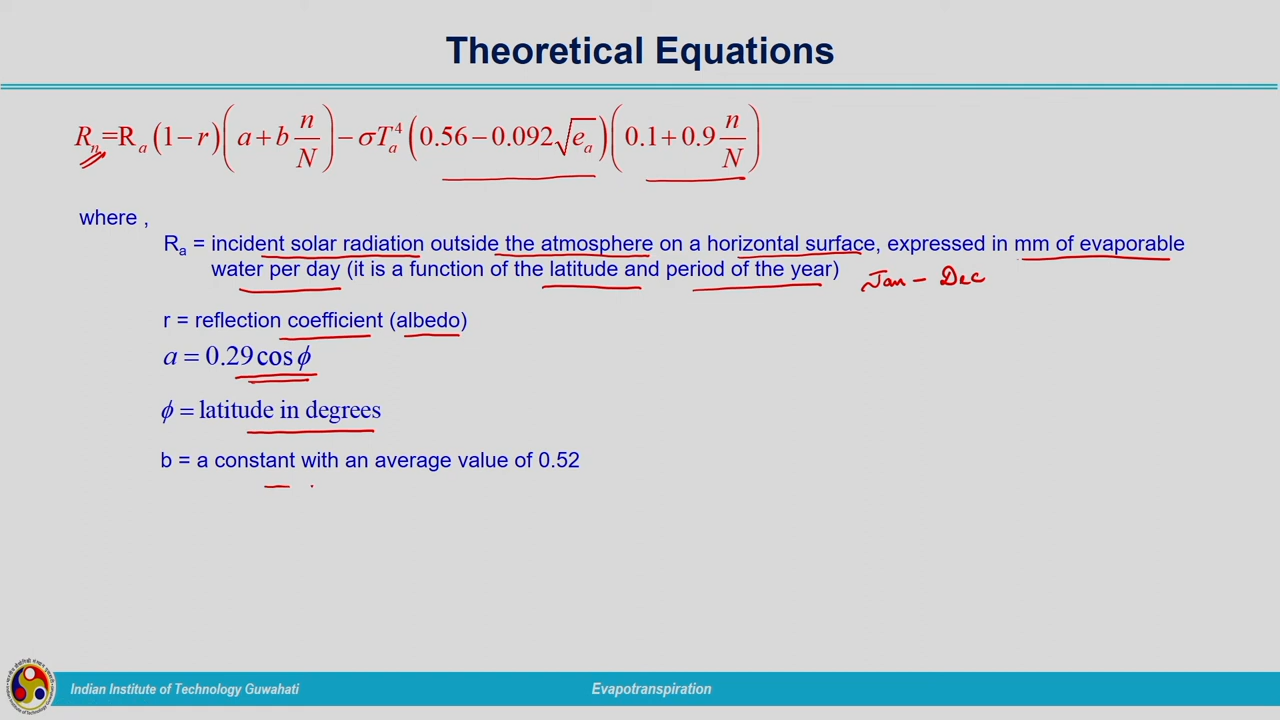 Theoretical Equations
Rₙ=Rₐ(1−r)(a+b n/N)−σTₐ⁴(0.56−0.092√eₐ)(0.1+0.9 n/N)
where ,
Rₐ = incident solar radiation outside the atmosphere on a horizontal surface, expressed in mm of evaporable
water per day (it is a function of the latitude and period of the year) Jan – Dec
r = reflection coefficient (albedo)
a = 0.29cosϕ
ϕ = latitude in degrees
b = a constant with an average value of 0.52
Indian Institute of Technology Guwahati
Evapotranspiration